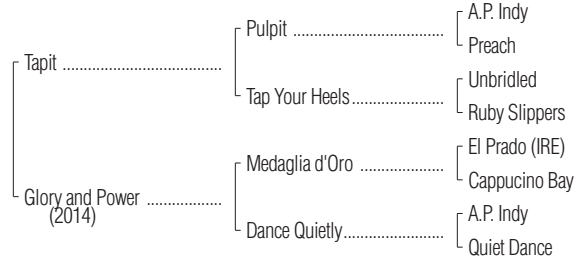 A.P. Indy
Pulpit
Preach
Tapit
Unbridled
Tap Your Heels
Ruby Slippers
El Prado (IRE)
Medaglia d'Oro
Cappucino Bay
Glory and Power
(2014)
A.P. Indy
Dance Quietly
Quiet Dance